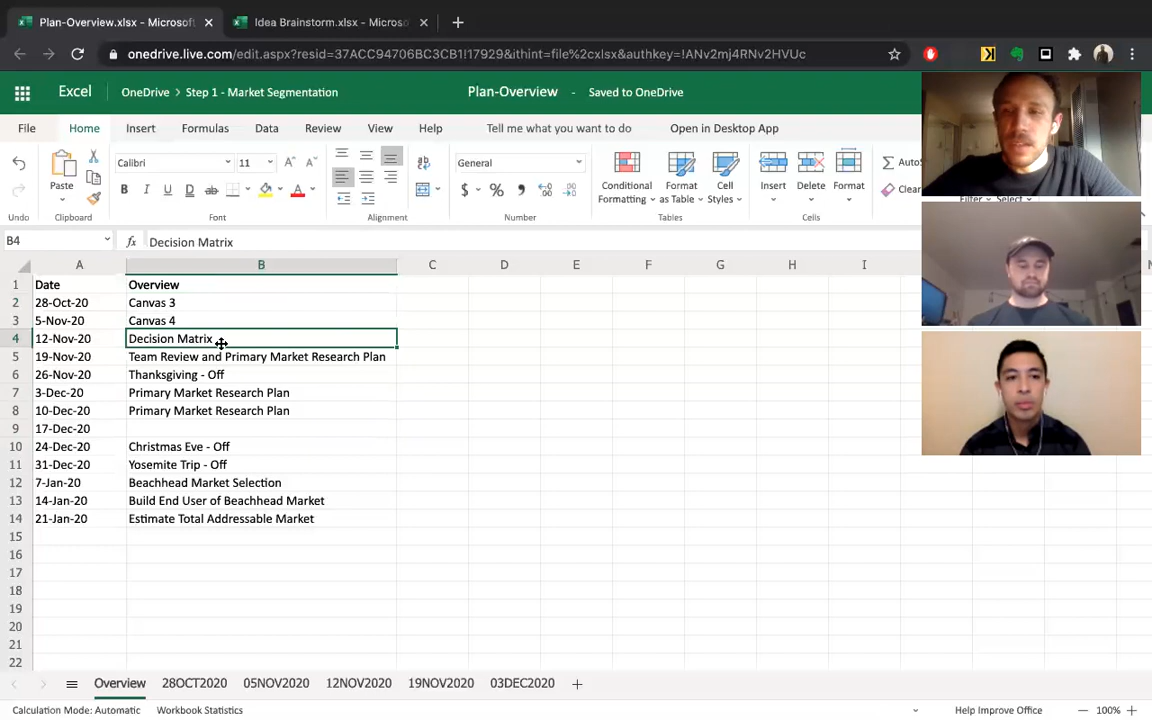 Plan-Overview.xlsx - Microsoft
Idea Brainstorm.xlsx - Microso
onedrive.live.com/edit.aspx?resid=37ACC94706BC3CB1!17929&ithint=file%2cxlsx&authkey=!ANv2mj4RNv2HVUc
Excel OneDrive > Step 1 - Market Segmentation Plan-Overview - Saved to OneDrive
File Home Insert Formulas Data Review View Help Tell me what you want to do Open in Desktop App
Paste Calibri 11 General Conditional Formatting Format as Table Cell Styles Insert Delete Format AutoS
Clear
Undo Clipboard Font Alignment Number Tables Cells
B4 fx Decision Matrix
A B C D E F G H I
1 Date Overview
2 28-Oct-20 Canvas 3
3 5-Nov-20 Canvas 4
4 12-Nov-20 Decision Matrix
5 19-Nov-20 Team Review and Primary Market Research Plan
6 26-Nov-20 Thanksgiving - Off
7 3-Dec-20 Primary Market Research Plan
8 10-Dec-20 Primary Market Research Plan
9 17-Dec-20
10 24-Dec-20 Christmas Eve - Off
11 31-Dec-20 Yosemite Trip - Off
12 7-Jan-20 Beachhead Market Selection
13 14-Jan-20 Build End User of Beachhead Market
14 21-Jan-20 Estimate Total Addressable Market
15
16
17
18
19
20
21
22
Overview 28OCT2020 05NOV2020 12NOV2020 19NOV2020 03DEC2020
Calculation Mode: Automatic Workbook Statistics Help Improve Office 100%